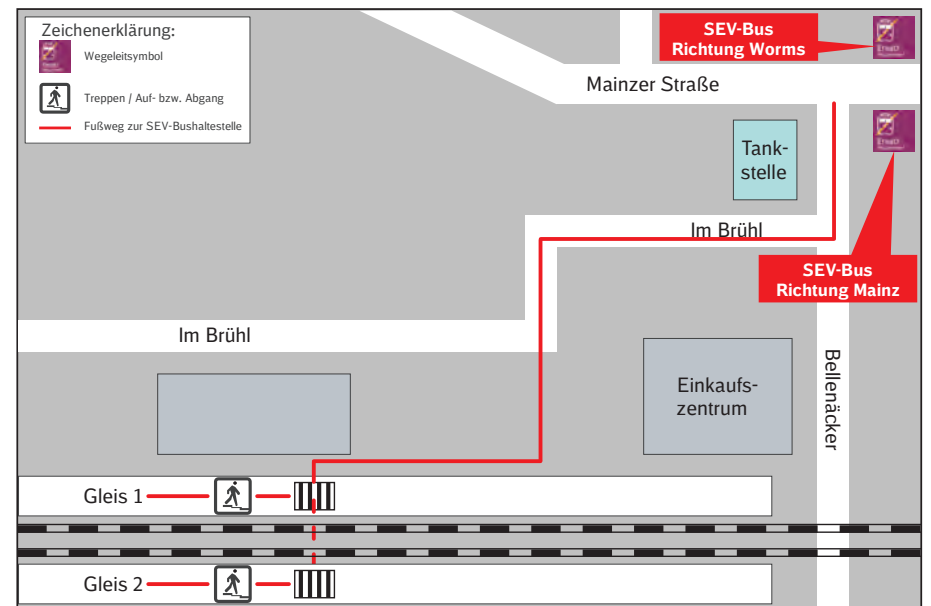 Zeichenerklärung:
Wegeleitsymbol
Treppen / Auf- bzw. Abgang
Fußweg zur SEV-Bushaltestelle
SEV-Bus
Richtung Worms
Mainzer Straße
Tank-
stelle
Im Brühl
SEV-Bus
Richtung Mainz
Im Brühl
Einkaufs-
zentrum
Bellenäcker
Gleis 1
Gleis 2